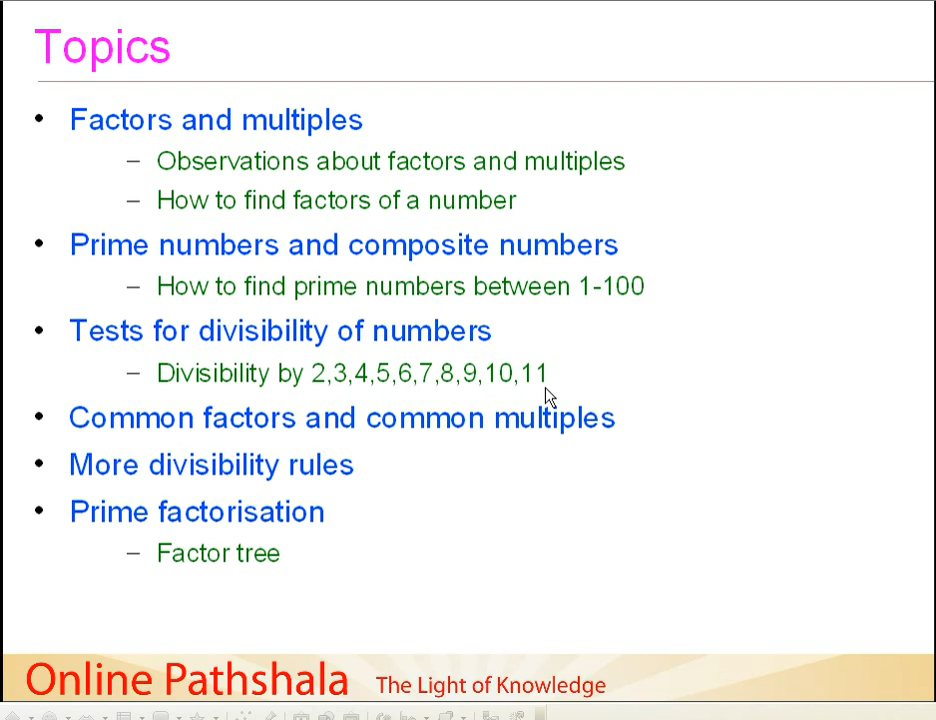 Topics
• Factors and multiples
– Observations about factors and multiples
– How to find factors of a number
• Prime numbers and composite numbers
– How to find prime numbers between 1-100
• Tests for divisibility of numbers
– Divisibility by 2,3,4,5,6,7,8,9,10,11
• Common factors and common multiples
• More divisibility rules
• Prime factorisation
– Factor tree
Online Pathshala The Light of Knowledge